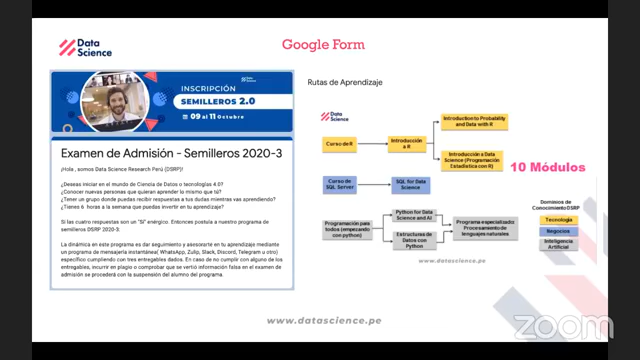 Data
Science
Google Form
Data
Science
INSCRIPCIÓN
SEMILLEROS 2.0
09 al 11 Octubre
Examen de Admisión - Semilleros 2020-3
¡Hola , somos Data Science Research Perú (DSRP)!
¿Deseas iniciar en el mundo de Ciencia de Datos o tecnologías 4.0?
¿Conocer nuevas personas que quieran aprender lo mismo que tú?
¿Tener un grupo donde puedas recibir respuestas a tus dudas mientras vas aprendiendo?
¿Tienes 6 horas a la semana que puedas invertir en tu aprendizaje?
Si las cuatro respuestas son un "SI" enérgico. Entonces postula a nuestro programa de
semilleros DSRP 2020-3:
La dinámica en este programa es dar seguimiento y asesorarte en tu aprendizaje mediante
un programa de mensajería instantánea( WhatsApp, Zulip, Slack, Discord, Telegram u otro)
específico cumpliendo con tres entregables dados. En caso de no cumplir con alguno de los
entregables, incurrir en plagio o comprobar que se vertió información falsa en el examen de
admisión se procederá con la suspensión del alumno del programa.
Rutas de Aprendizaje
Data
Science
Curso de R
Introducción
a R
Introduction to Probability
and Data with R
Introducción a Data
Science (Programación
Estadística con R)
10 Módulos
Curso de
SQL Server
SQL for Data
Science
Programación para
todos (empezando
con python)
Python for Data
Science and AI
Estructuras de
Datos con
Python
Programa especializado:
Procesamiento de
lenguajes naturales
Dominios de
Conocimiento DSRP
Tecnología
Negocios
Inteligencia
Artificial
www.datascience.pe
www.datascience.pe
zoom